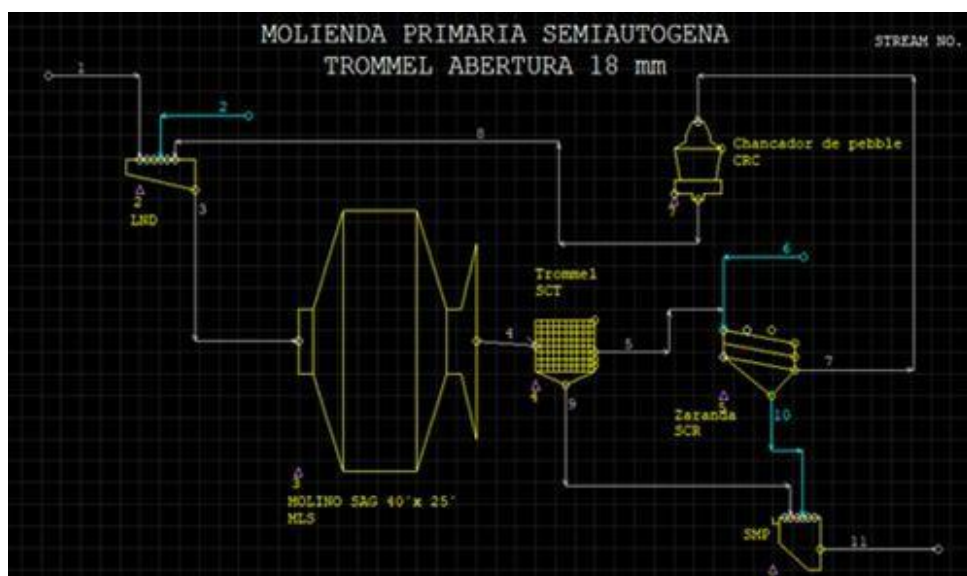 MOLIENDA PRIMARIA SEMIAUTOGENA
TROMMEL ABERTURA 18 mm
STREAM NO.
1
2
8
Chancador de pebble
CRC
7
2
LND
3
6
Trommel
SCT
4
5
7
4
9
5
10
Zaranda
SCR
3
MOLINO SAG 40´x 25´
MLS
SMP
11